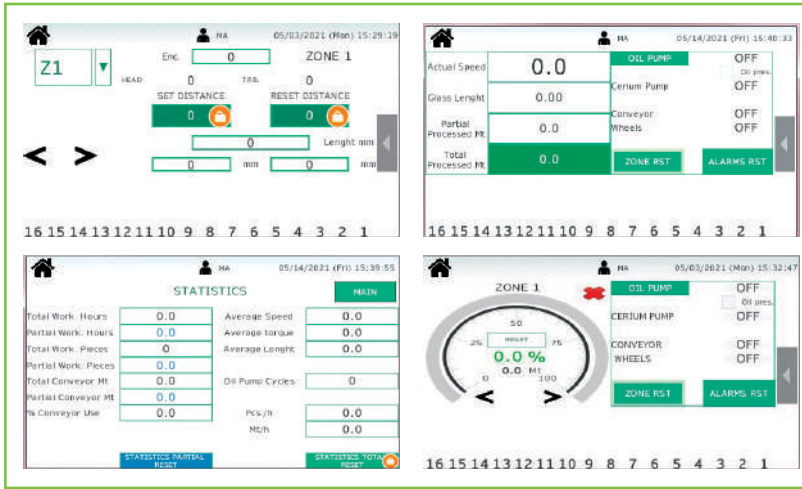 MA 05/03/2021 (Mon) 15:29:19
Z1
Enc. 0 ZONE 1
HEAD 0 TAIL 0
SET DISTANCE RESET DISTANCE
0 0
0 Lenght mm
< >
0 mm 0 mm
16 15 14 13 12 11 10 9 8 7 6 5 4 3 2 1
MA 05/14/2021 (Fri) 15:40:33
Actual Speed 0.0
Glass Lenght 0.00
Partial
Processed Mt 0.0
Total
Processed Mt 0.0
OIL PUMP OFF
Oil pres.
Cerium Pump OFF
Conveyor OFF
Wheels OFF
ZONE RST ALARMS RST
16 15 14 13 12 11 10 9 8 7 6 5 4 3 2 1
MA 05/14/2021 (Fri) 15:39:55
STATISTICS MAIN
Total Work. Hours 0.0 Average Speed 0.0
Partial Work. Hours 0.0 Average torque 0.0
Total Work. Pieces 0 Average Lenght 0.0
Partial Work. Pieces 0.0
Total Conveyor Mt 0.0 Oil Pump Cycles 0
Partial Conveyor Mt 0.0
% Conveyor Use 0.0 Pcs./h 0.0
Mt/h 0.0
STATISTICS PARTIAL
RESET
STATISTICS TOTAL
RESET
MA 05/03/2021 (Mon) 15:32:47
ZONE 1
50
25 75
0.0 %
0.0 Mt
0 100
< >
OIL PUMP OFF
Oil pres.
CERIUM PUMP OFF
CONVEYOR OFF
WHEELS OFF
ZONE RST ALARMS RST
16 15 14 13 12 11 10 9 8 7 6 5 4 3 2 1